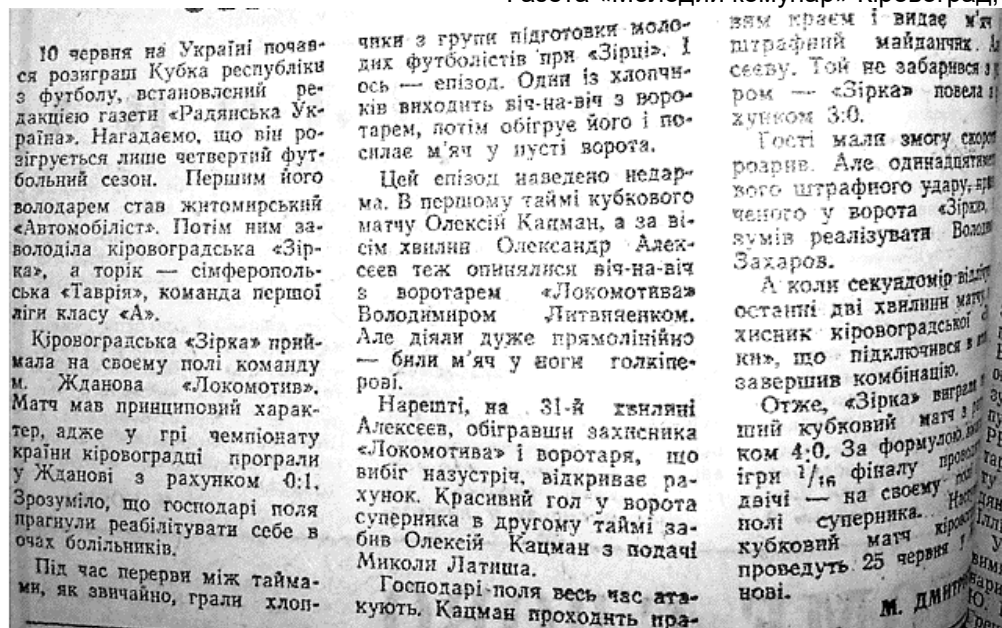 Газета «Молодий комунар» Кіровоград,
10 червня на Україні почав-
ся розиграш Кубка республіки
з футболу, встановлений ре-
дакцією газети «Радянська Ук-
раїна». Нагадаємо, що він ро-
зігрується лише четвертий фут-
больний сезон. Першим його
володарем став житомирський
«Автомобіліст». Потім ним за-
володіла кіровоградська «Зір-
ка», а торік — сімферополь-
ська «Таврія», команда першої
ліги класу «А».
Кіровоградська «Зірка» прий-
мала на своєму полі команду
м. Жданова «Локомотив».
Матч мав принциповий харак-
тер, адже у грі чемпіонату
країни кіровоградці програли
у Жданові з рахунком 0:1.
Зрозуміло, що господарі поля
прагнули реабілітувати себе в
очах болільників.
Під час перерви між тайма-
ми, як звичайно, грали хлоп-
чики з групи підготовки моло-
дих футболістів при «Зірці». І
ось — епізод. Один із хлопчи-
ків виходить віч-на-віч з воро-
тарем, потім обігрує його і по-
силає м'яч у пусті ворота.
Цей епізод наведено недар-
ма. В першому таймі кубкового
матчу Олексій Кацман, а за ві-
сім хвилин Олександр Алек-
сєєв теж опинялися віч-на-віч
з воротарем «Локомотива»
Володимиром Литвиненком.
Але діяли дуже прямолінійно
— били м'яч у ноги голкіпе-
рові.
Нарешті, на 31-й хвилині
Алексєєв, обігравши захисника
«Локомотива» і воротаря, що
вибіг назустріч, відкриває ра-
хунок. Красивий гол у ворота
суперника в другому таймі за-
бив Олексій Кацман з подачі
Миколи Латиша.
Господарі поля весь час ата-
кують. Кацман проходить пра-
вим краєм і видає м'яч
штрафний майданчик.
сєєву. Той не забарився з
ром — «Зірка» повела з
хунком 3:0.
Гості мали змогу
розрив. Але
вого штрафного удару,
ченого у ворота «Зірки»,
зумів реалізувати
Захаров.
А коли секундомір
останні дві хвилини матчу,
хисник кіровоградської
ки», що підключився в
завершив комбінацію.
Отже, «Зірка»
ший кубковий матч з
ком 4:0. За формулою
ігри 1/16 фіналу
двічі — на своєму
полі суперника.
кубковий матч
проведуть 25 червня у
нові.
М.